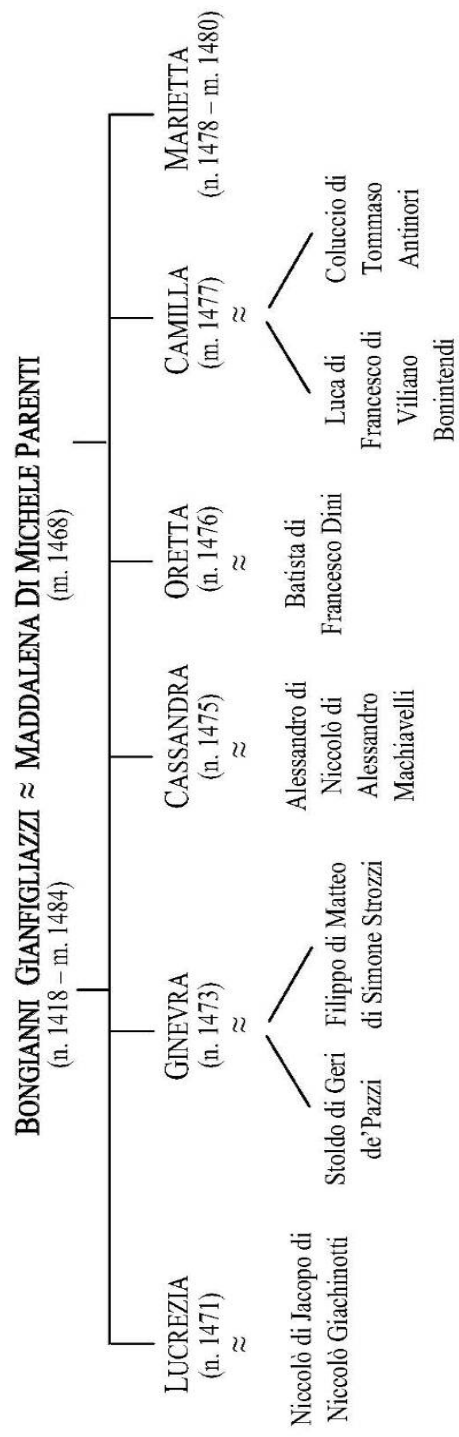 BONGIANNI GIANFIGLIAZZI ≈ MADDALENA DI MICHELE PARENTI
(n. 1418 – m. 1484)
(m. 1468)
LUCREZIA
(n. 1471)
≈
Niccolò di Jacopo di
Niccolò Giachinotti
GINEVRA
(n. 1473)
≈
Stoldo di Geri
de'Pazzi
Filippo di Matteo
di Simone Strozzi
CASSANDRA
(n. 1475)
≈
Alessandro di
Niccolò di
Alessandro
Machiavelli
ORETTA
(n. 1476)
≈
Batista di
Francesco Dini
CAMILLA
(m. 1477)
≈
Luca di
Francesco di
Viliano
Bonintendi
Coluccio di
Tommaso
Antinori
MARIETTA
(n. 1478 – m. 1480)